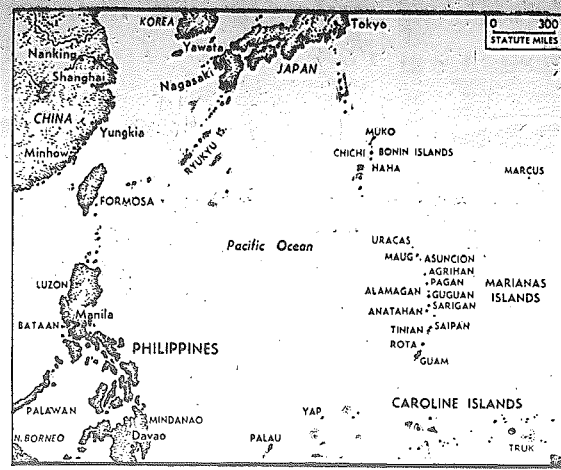 KOREA
Tokyo
0 300
STATUTE MILES
Nanking
Yawata
Shanghai
Nagasaki
JAPAN
CHINA
Yungkia
MUKO
Minhow
RYUKYU IS.
CHICHI
BONIN ISLANDS
HAHA
MARCUS
FORMOSA
Pacific Ocean
URACAS
MAUG
ASUNCION
AGRIHAN
LUZON
PAGAN
MARIANAS
ISLANDS
ALAMAGAN
GUGUAN
ANATAHAN
SARIGAN
Manila
BATAAN
TINIAN
SAIPAN
PHILIPPINES
ROTA
GUAM
PALAWAN
MINDANAO
YAP
CAROLINE ISLANDS
N. BORNEO
Davao
PALAU
TRUK